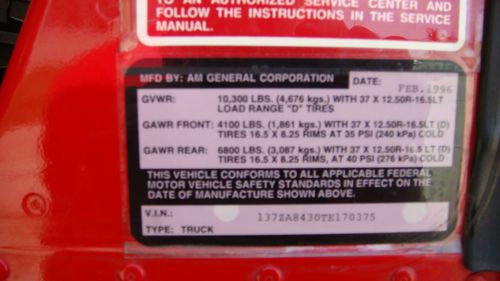 TO AN AUTHORIZED SERVICE CENTER AND
FOLLOW THE INSTRUCTIONS IN THE SERVICE
MANUAL.
MFD BY: AM GENERAL CORPORATION DATE: FEB.1996
GVWR: 10,300 LBS. (4,676 kgs.) WITH 37 X 12.50R-16.5LT
LOAD RANGE "D" TIRES
GAWR FRONT: 4100 LBS. (1,861 kgs.) WITH 37 X 12.50R-16.5LT (D)
TIRES 16.5 X 8.25 RIMS, AT 35 PSI (240 kPa) COLD
GAWR REAR: 6800 LBS. (3,087 kgs.) WITH 37 X 12.50R-16.5 LT (D)
TIRES 16.5 X 8.25 RIMS, AT 40 PSI (276 kPa) COLD
THIS VEHICLE CONFORMS TO ALL APPLICABLE FEDERAL
MOTOR VEHICLE SAFETY STANDARDS IN EFFECT ON THE
DATE OF MANUFACTURE SHOWN ABOVE.
V.I.N.: 137ZA8430TE170375
TYPE: TRUCK